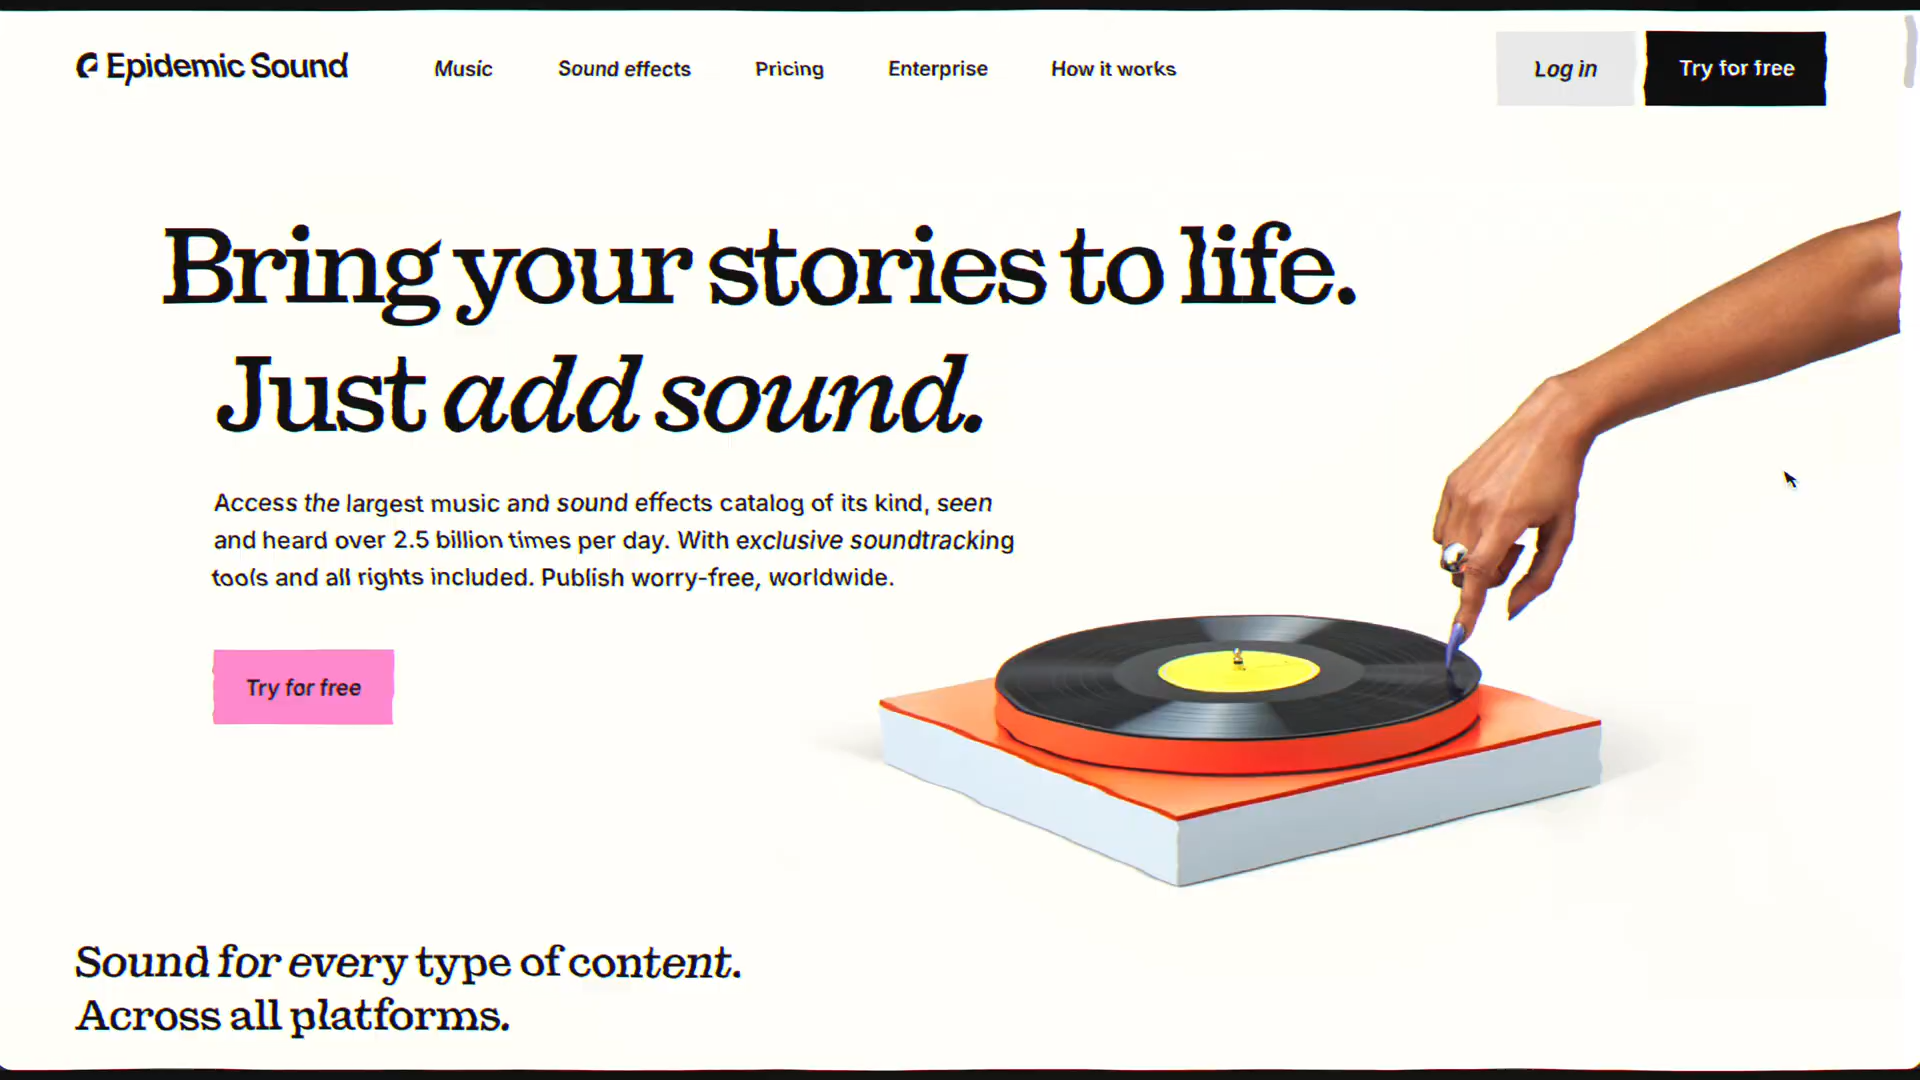 Epidemic Sound
Music
Sound effects
Pricing
Enterprise
How it works
Log in
Try for free
Bring your stories to life.
Just add sound.
Access the largest music and sound effects catalog of its kind, seen
and heard over 2.5 billion times per day. With exclusive soundtracking
tools and all rights included. Publish worry-free, worldwide.
Try for free
Sound for every type of content.
Across all platforms.